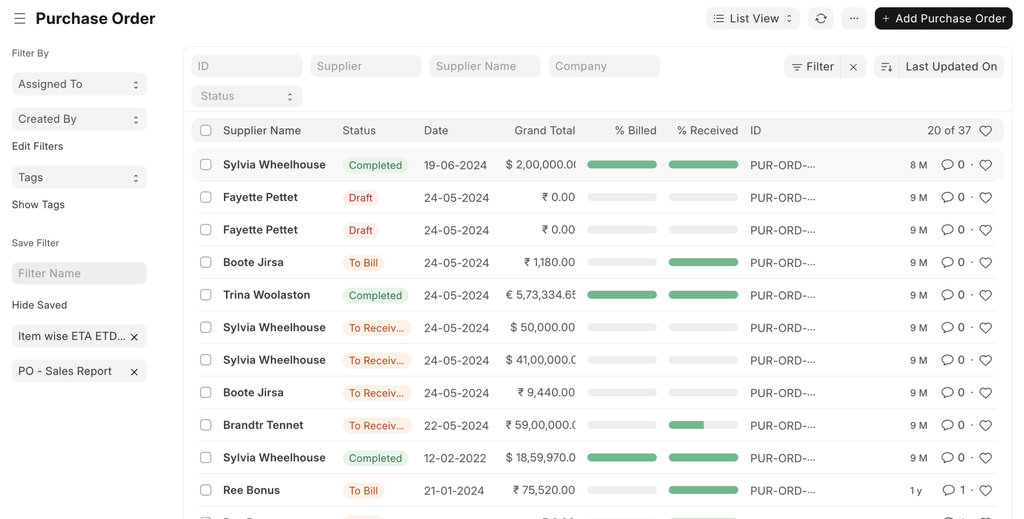 Purchase Order
List View
···
+ Add Purchase Order
Filter By
Assigned To
Created By
Edit Filters
Tags
Show Tags
Save Filter
Filter Name
Hide Saved
Item wise ETA ETD... ×
PO - Sales Report ×
ID Supplier Supplier Name Company
Status
Filter × Last Updated On
Supplier Name Status Date Grand Total % Billed % Received ID 20 of 37
Sylvia Wheelhouse Completed 19-06-2024 $ 2,00,000.0 PUR-ORD-... 8 M 0 ·
Fayette Pettet Draft 24-05-2024 ₹ 0.00 PUR-ORD-... 9 M 0 ·
Fayette Pettet Draft 24-05-2024 ₹ 0.00 PUR-ORD-... 9 M 0 ·
Boote Jirsa To Bill 24-05-2024 ₹ 1,180.00 PUR-ORD-... 9 M 0 ·
Trina Woolaston Completed 24-05-2024 € 5,73,334.65 PUR-ORD-... 9 M 0 ·
Sylvia Wheelhouse To Receiv... 24-05-2024 $ 50,000.00 PUR-ORD-... 9 M 0 ·
Sylvia Wheelhouse To Receiv... 24-05-2024 $ 41,00,000. PUR-ORD-... 9 M 0 ·
Boote Jirsa To Receiv... 24-05-2024 ₹ 9,440.00 PUR-ORD-... 9 M 0 ·
Brandtr Tennet To Receiv... 22-05-2024 ₹ 59,00,000. PUR-ORD-... 9 M 0 ·
Sylvia Wheelhouse Completed 12-02-2022 $ 18,59,970.0 PUR-ORD-... 9 M 0 ·
Ree Bonus To Bill 21-01-2024 ₹ 75,520.00 PUR-ORD-... 1 y 1 ·